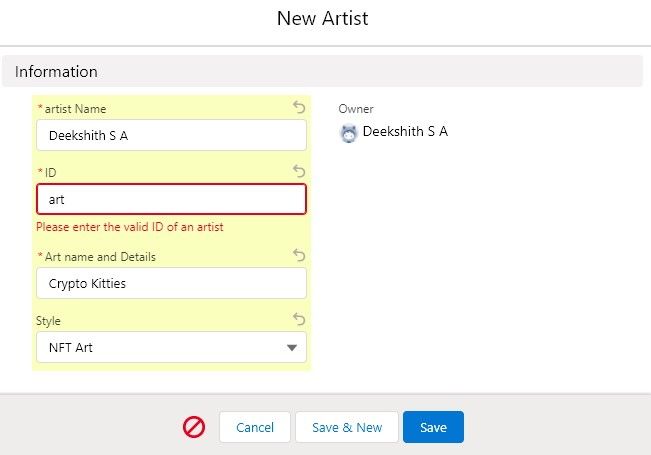 New Artist
Information
* artist Name
Deekshith S A
* ID
art
Please enter the valid ID of an artist
* Art name and Details
Crypto Kitties
Style
NFT Art
Owner
Deekshith S A
Cancel
Save & New
Save